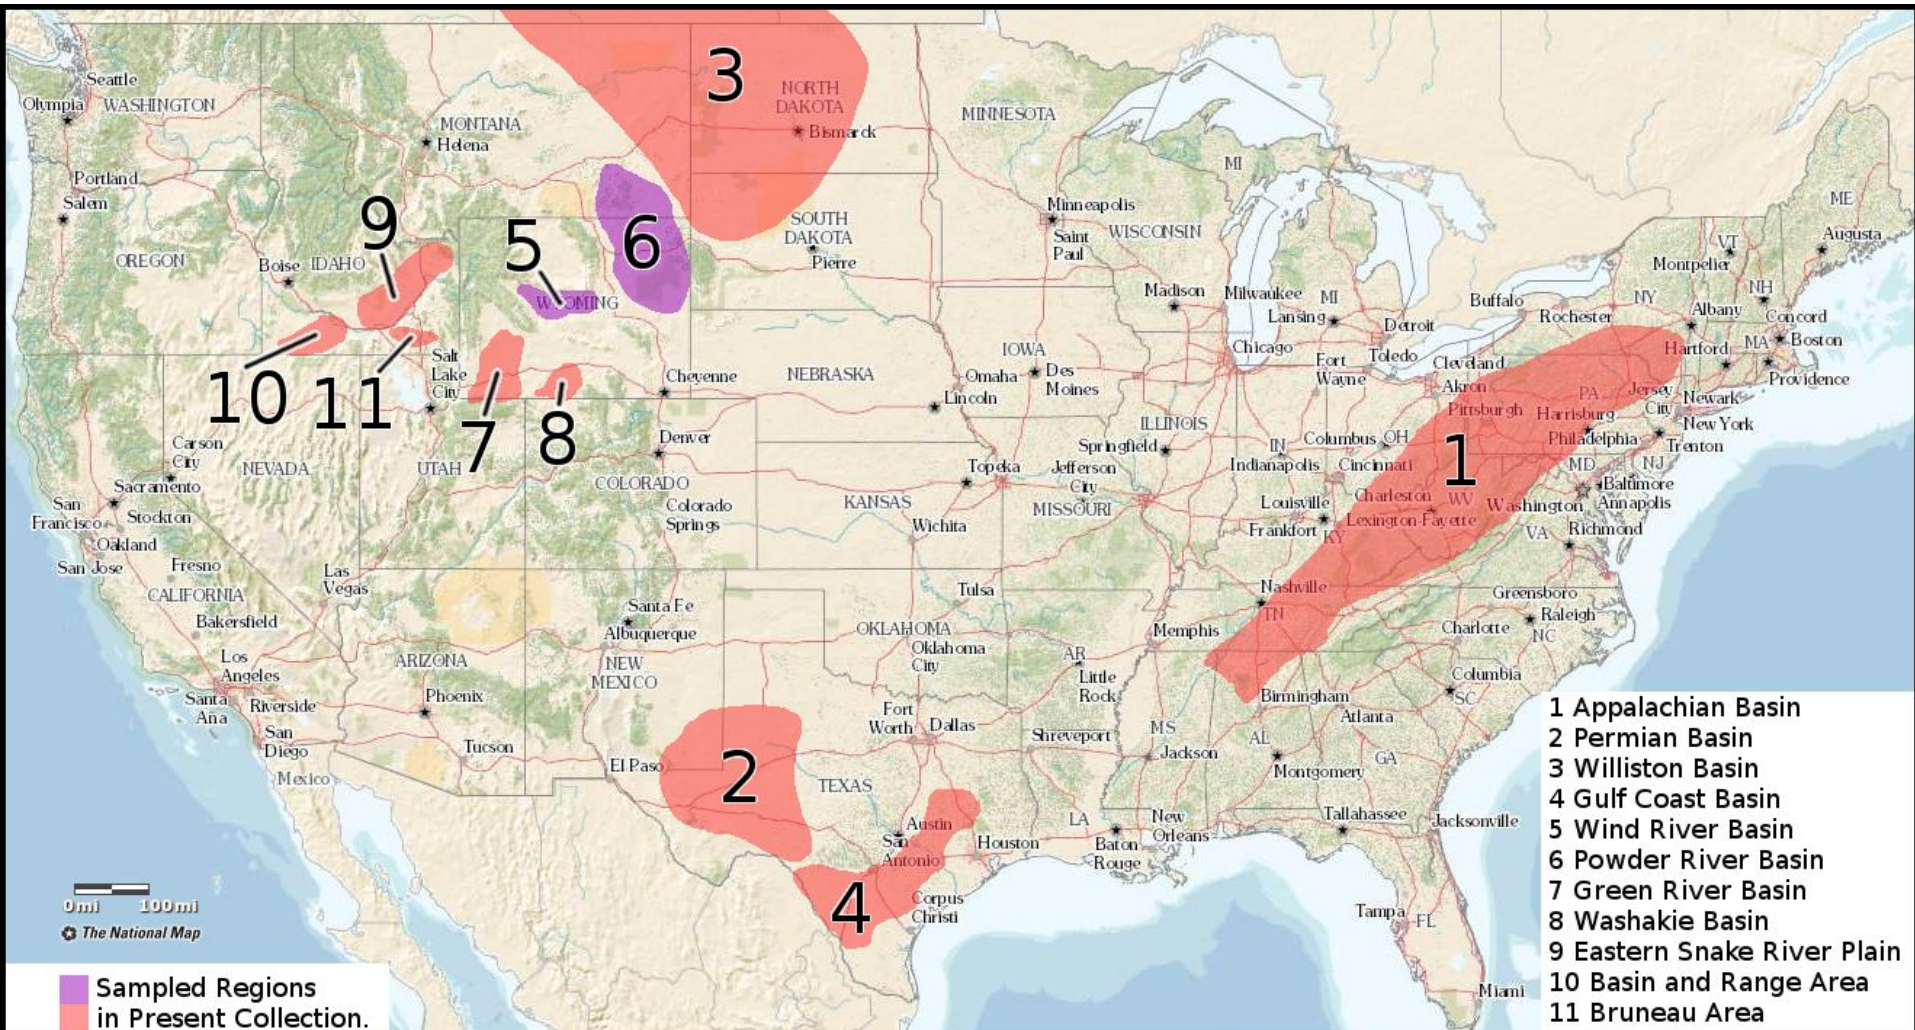 3
NORTH
DAKOTA
Bismarck
Seattle
Olympia
WASHINGTON
MONTANA
Helena
MINNESOTA
MI
Portland
Salem
9
5
6
SOUTH
DAKOTA
Pierre
Minneapolis
Saint
Paul
WISCONSIN
ME
Augusta
VT
Montpelier
OREGON
Boise
IDAHO
WYOMING
Madison
Milwaukee
MI
Lansing
Detroit
Buffalo
Rochester
NY
NH
Albany
Concord
MA
Boston
Hartford
Providence
10
11
Salt
Lake
City
7
8
Cheyenne
NEBRASKA
IOWA
Omaha
Des
Moines
Lincoln
Chicago
Fort
Wayne
Toledo
Cleveland
Akron
Pittsburgh
PA
Harrisburg
Jersey
City
Newark
New York
Philadelphia
Trenton
1
Carson
City
NEVADA
UTAH
Denver
COLORADO
Colorado
Springs
ILLINOIS
Springfield
IN
Indianapolis
Columbus
OH
Cincinnati
MD
NJ
Baltimore
Annapolis
Sacramento
San
Francisco
Stockton
Oakland
San Jose
Fresno
CALIFORNIA
Bakersfield
Las
Vegas
KANSAS
Topeka
Wichita
Jefferson
City
MISSOURI
Louisville
Frankfort
Lexington-Fayette
KY
Charleston
WV
Washington
VA
Richmond
Los
Angeles
Santa
Ana
Riverside
San
Diego
Mexico
ARIZONA
Phoenix
Tucson
Santa Fe
Albuquerque
NEW
MEXICO
Tulsa
OKLAHOMA
Oklahoma
City
AR
Little
Rock
Memphis
Nashville
TN
Greensboro
Raleigh
Charlotte
NC
Columbia
SC
Birmingham
Atlanta
El Paso
2
TEXAS
Fort
Worth
Dallas
Shreveport
MS
Jackson
AL
Montgomery
GA
Austin
San
Antonio
Houston
LA
Baton
Rouge
New
Orleans
Tallahassee
Jacksonville
4
Corpus
Christi
Tampa
FL
Miami
0mi 100mi
The National Map
Sampled Regions
in Present Collection.
1 Appalachian Basin
2 Permian Basin
3 Williston Basin
4 Gulf Coast Basin
5 Wind River Basin
6 Powder River Basin
7 Green River Basin
8 Washakie Basin
9 Eastern Snake River Plain
10 Basin and Range Area
11 Bruneau Area